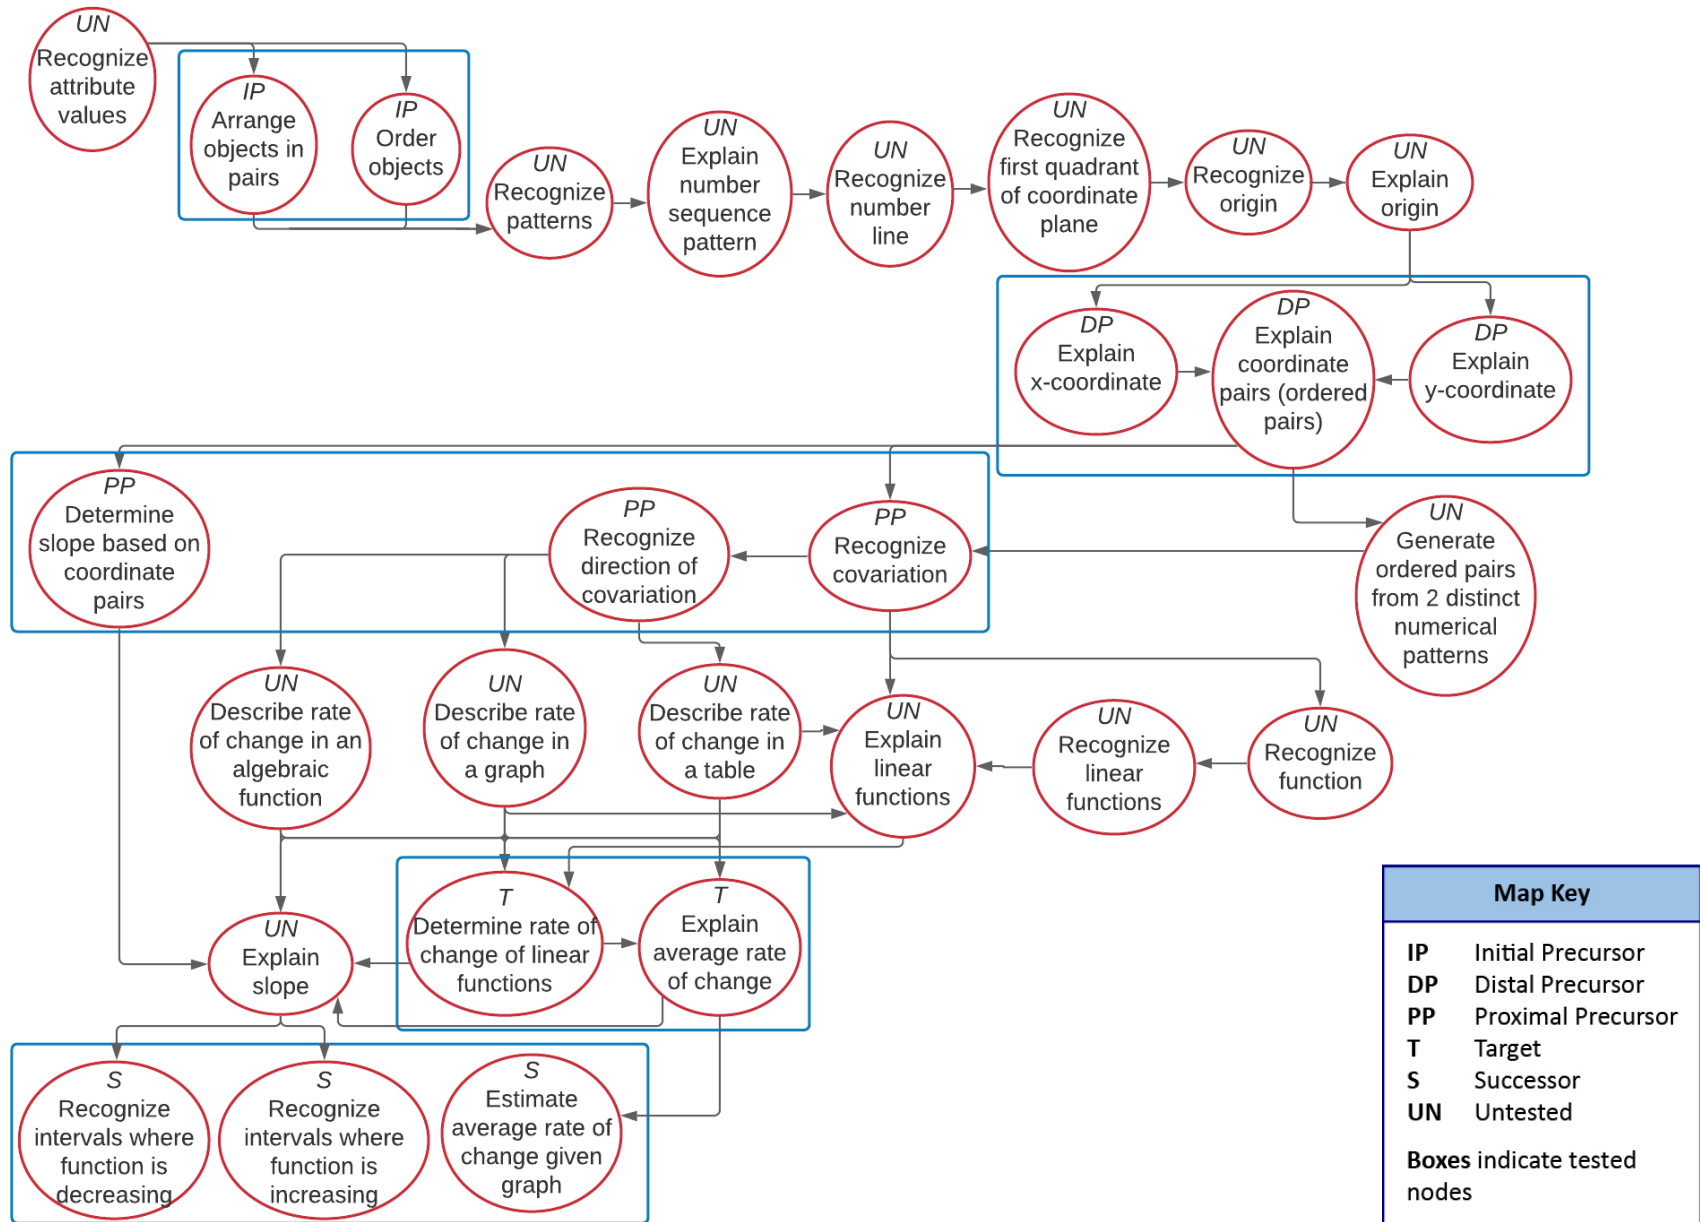 UN
Recognize
attribute
values
IP
Arrange
objects in
pairs
IP
Order
objects
UN
Recognize
patterns
UN
Explain
number
sequence
pattern
UN
Recognize
number
line
UN
Recognize
first quadrant
of coordinate
plane
UN
Recognize
origin
UN
Explain
origin
DP
Explain
x-coordinate
DP
Explain
coordinate
pairs (ordered
pairs)
DP
Explain
y-coordinate
PP
Determine
slope based on
coordinate
pairs
PP
Recognize
direction of
covariation
PP
Recognize
covariation
UN
Generate
ordered pairs
from 2 distinct
numerical
patterns
UN
Describe rate
of change in an
algebraic
function
UN
Describe rate
of change in
a graph
UN
Describe rate
of change in
a table
UN
Explain
linear
functions
UN
Recognize
linear
functions
UN
Recognize
function
UN
Explain
slope
T
Determine rate of
change of linear
functions
T
Explain
average rate
of change
S
Recognize
intervals where
function is
decreasing
S
Recognize
intervals where
function is
increasing
S
Estimate
average rate of
change given
graph
Map Key
IP Initial Precursor
DP Distal Precursor
PP Proximal Precursor
T Target
S Successor
UN Untested
Boxes indicate tested
nodes